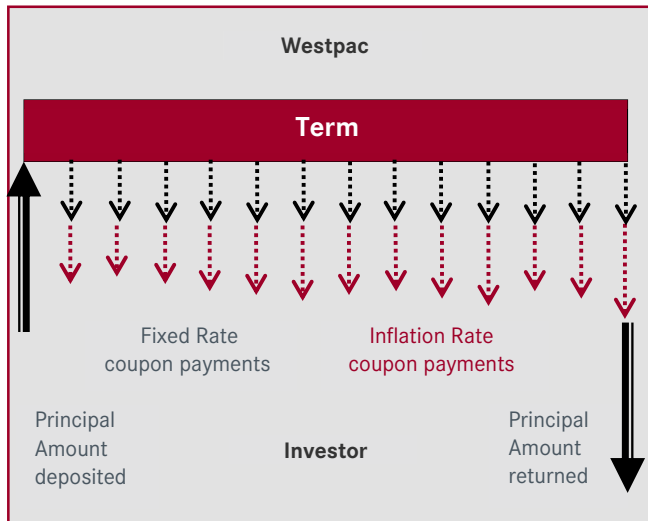 Westpac
Term
Fixed Rate
coupon payments
Inflation Rate
coupon payments
Principal
Amount
deposited
Investor
Principal
Amount
returned